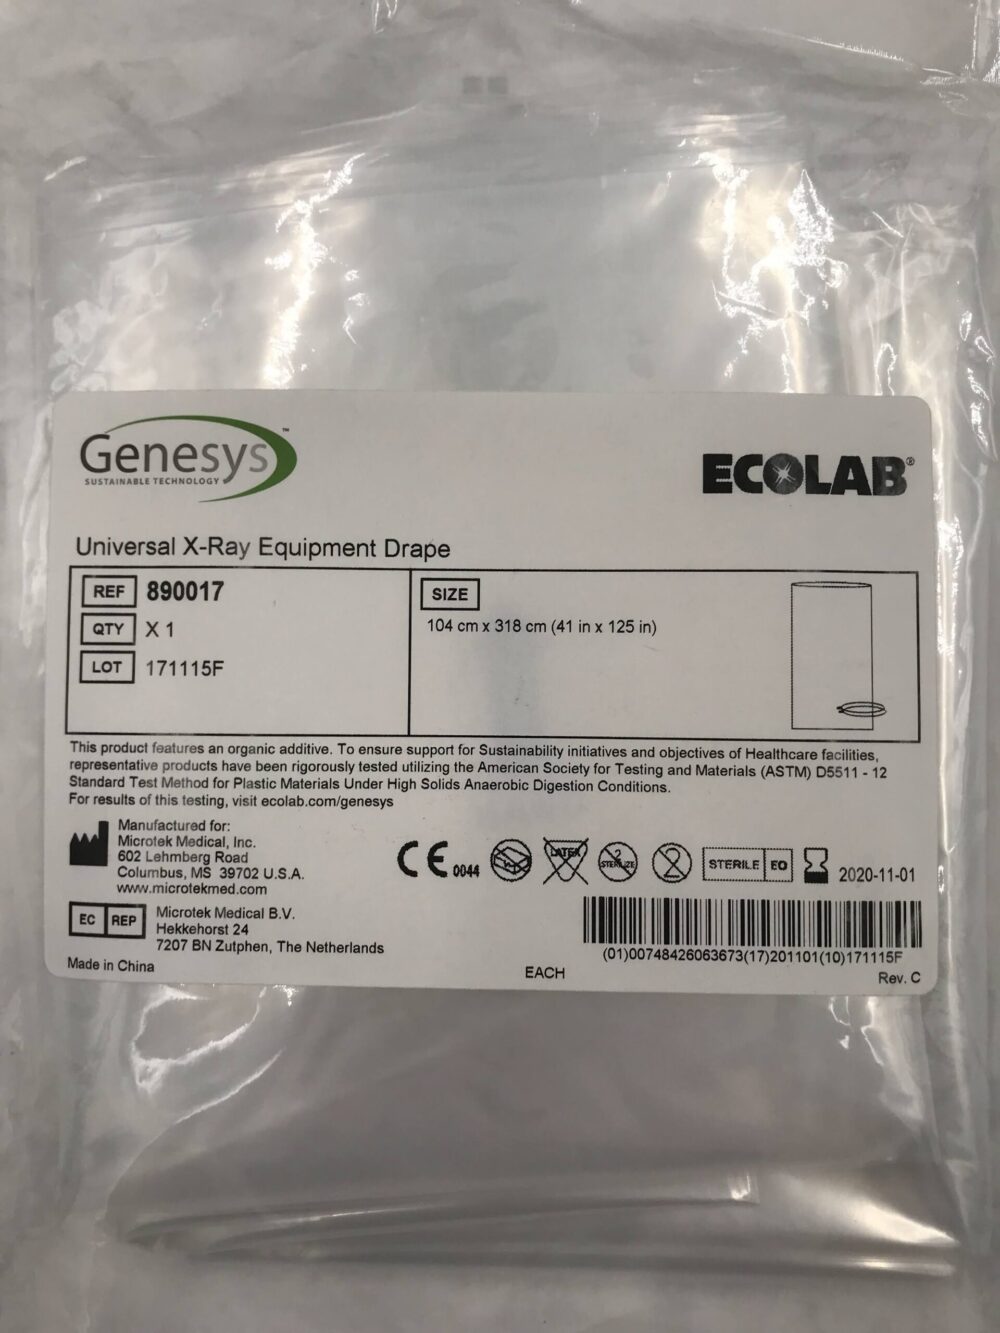 Genesys™
SUSTAINABLE TECHNOLOGY
ECOLAB®
Universal X-Ray Equipment Drape
REF 890017
QTY X 1
LOT 171115F
SIZE
104 cm x 318 cm (41 in x 125 in)
This product features an organic additive. To ensure support for Sustainability initiatives and objectives of Healthcare facilities,
representative products have been rigorously tested utilizing the American Society for Testing and Materials (ASTM) D5511 - 12
Standard Test Method for Plastic Materials Under High Solids Anaerobic Digestion Conditions.
For results of this testing, visit ecolab.com/genesys
Manufactured for:
Microtek Medical, Inc.
602 Lehmberg Road
Columbus, MS 39702 U.S.A.
www.microtekmed.com
CE 0044
LATEX
2
STERILIZE
2
STERILE EO
2020-11-01
EC REP
Microtek Medical B.V.
Hekkehorst 24
7207 BN Zutphen, The Netherlands
Made in China
EACH
(01)00748426063673(17)201101(10)171115F
Rev. C